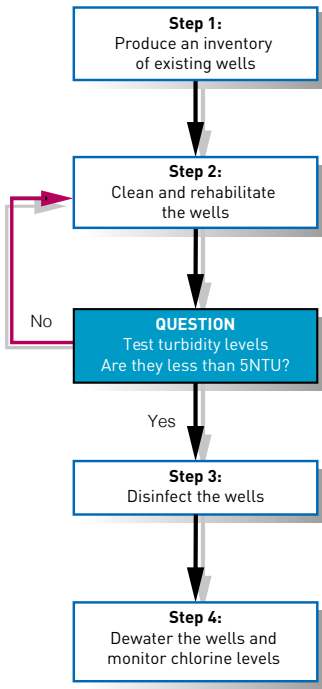 Step 1:
Produce an inventory
of existing wells
Step 2:
Clean and rehabilitate
the wells
No
QUESTION
Test turbidity levels
Are they less than 5NTU?
Yes
Step 3:
Disinfect the wells
Step 4:
Dewater the wells and
monitor chlorine levels